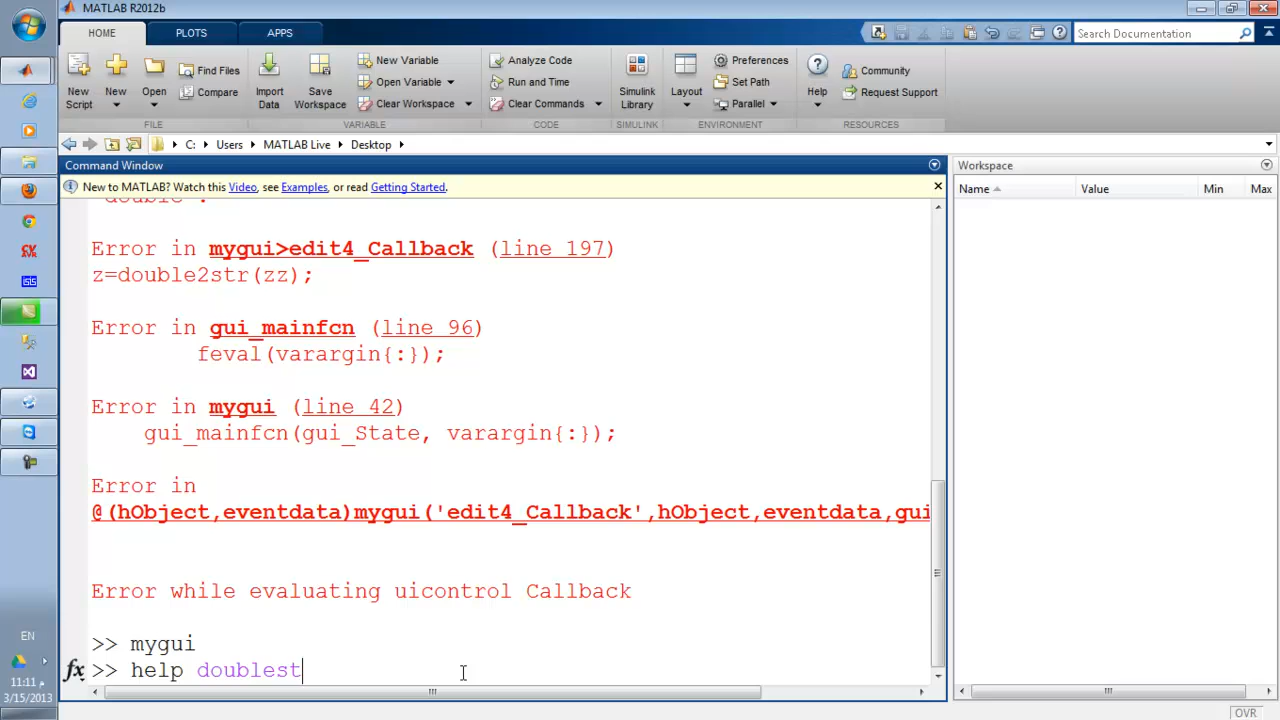 MATLAB R2012b
HOME
PLOTS
APPS
Search Documentation
New Script
New
Open
Find Files
Compare
Import Data
Save Workspace
New Variable
Open Variable
Clear Workspace
Analyze Code
Run and Time
Clear Commands
Simulink Library
Layout
Preferences
Set Path
Parallel
Help
Community
Request Support
FILE
VARIABLE
CODE
SIMULINK
ENVIRONMENT
RESOURCES
C: Users MATLAB Live Desktop
Command Window
New to MATLAB? Watch this Video, see Examples, or read Getting Started.
'double'.
Error in mygui>edit4_Callback (line 197)
z=double2str(zz);
Error in gui_mainfcn (line 96)
feval(varargin{:});
Error in mygui (line 42)
gui_mainfcn(gui_State, varargin{:});
Error in
@(hObject,eventdata)mygui('edit4_Callback',hObject,eventdata,gui
Error while evaluating uicontrol Callback
>> mygui
fx >> help doublest
Workspace
Name Value Min Max
CV
AVR
ISIS
EN
11:11 م
3/15/2013
OVR